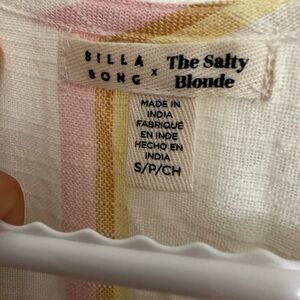 BILLA BONG × The Salty Blonde
MADE IN
INDIA
FABRIQUÉ
EN INDE
HECHO EN
INDIA
S/P/CH